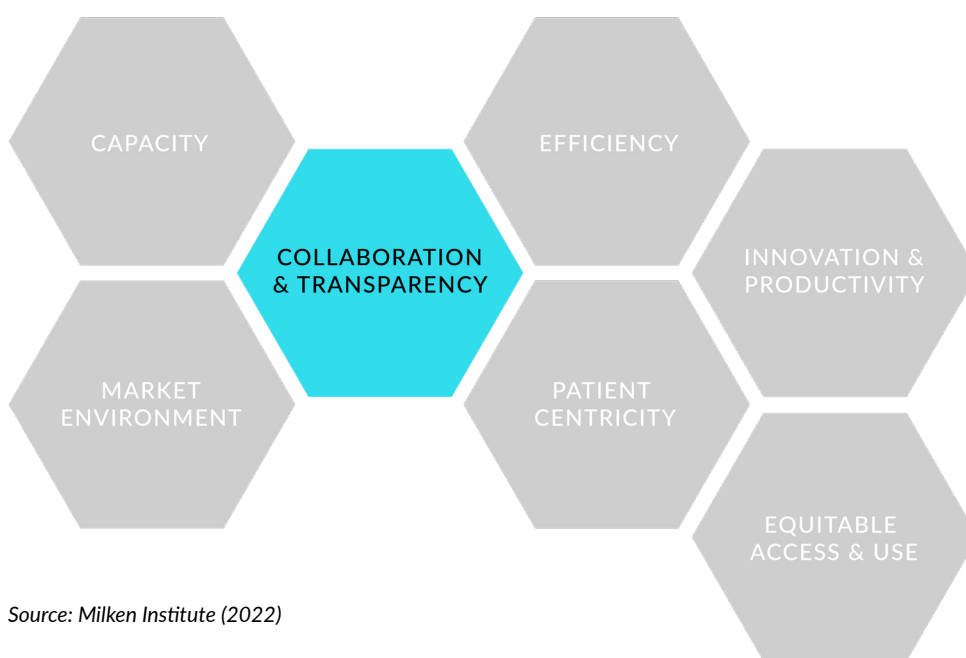 CAPACITY
EFFICIENCY
COLLABORATION
& TRANSPARENCY
INNOVATION &
PRODUCTIVITY
MARKET
ENVIRONMENT
PATIENT
CENTRICITY
EQUITABLE
ACCESS & USE
Source: Milken Institute (2022)